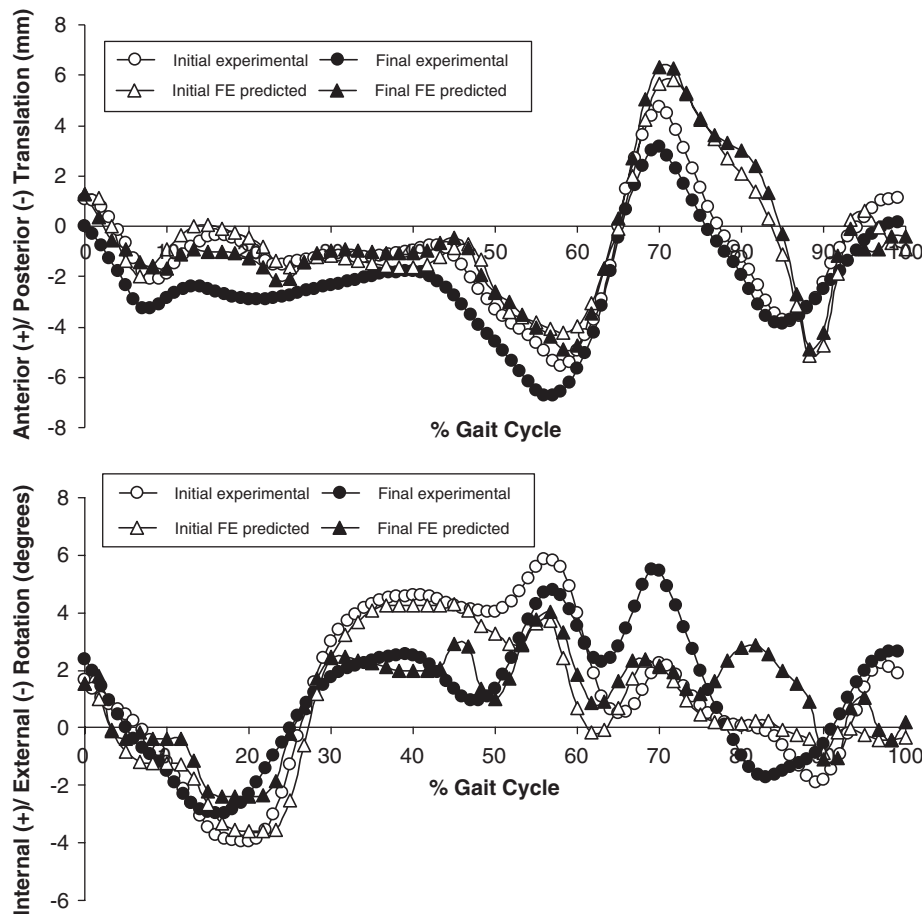 8
6
4
2
0
-2
-4
-6
-8
Anterior (+)/ Posterior (-) Translation (mm)
Initial experimental
Final experimental
Initial FE predicted
Final FE predicted
0 10 20 30 40 50 60 70 80 90 100
% Gait Cycle
8
6
4
2
0
-2
-4
-6
Internal (+)/ External (-) Rotation (degrees)
Initial experimental
Final experimental
Initial FE predicted
Final FE predicted
0 10 20 30 40 50 60 70 80 90 100
% Gait Cycle